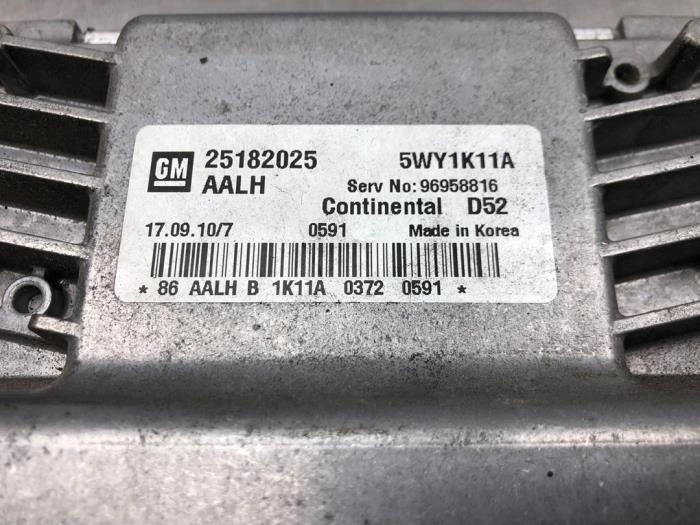 GM 25182025 5WY1K11A
AALH Serv No: 96958816
Continental D52
17.09.10/7 0591 Made in Korea
* 86 AALH B 1K11A 0372 0591 *